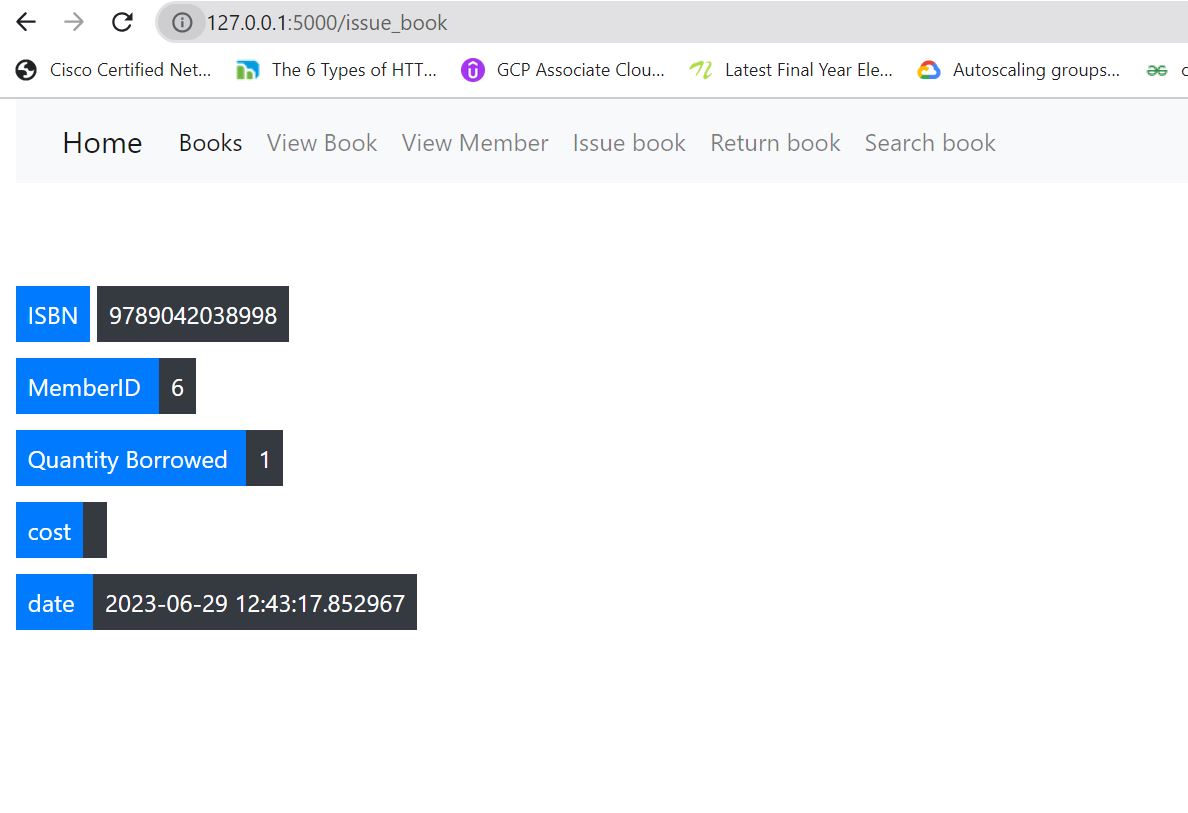 127.0.0.1:5000/issue_book
Cisco Certified Net... The 6 Types of HTT... GCP Associate Clou... Latest Final Year Ele... Autoscaling groups...
Home Books View Book View Member Issue book Return book Search book
ISBN 9789042038998
MemberID 6
Quantity Borrowed 1
cost
date 2023-06-29 12:43:17.852967